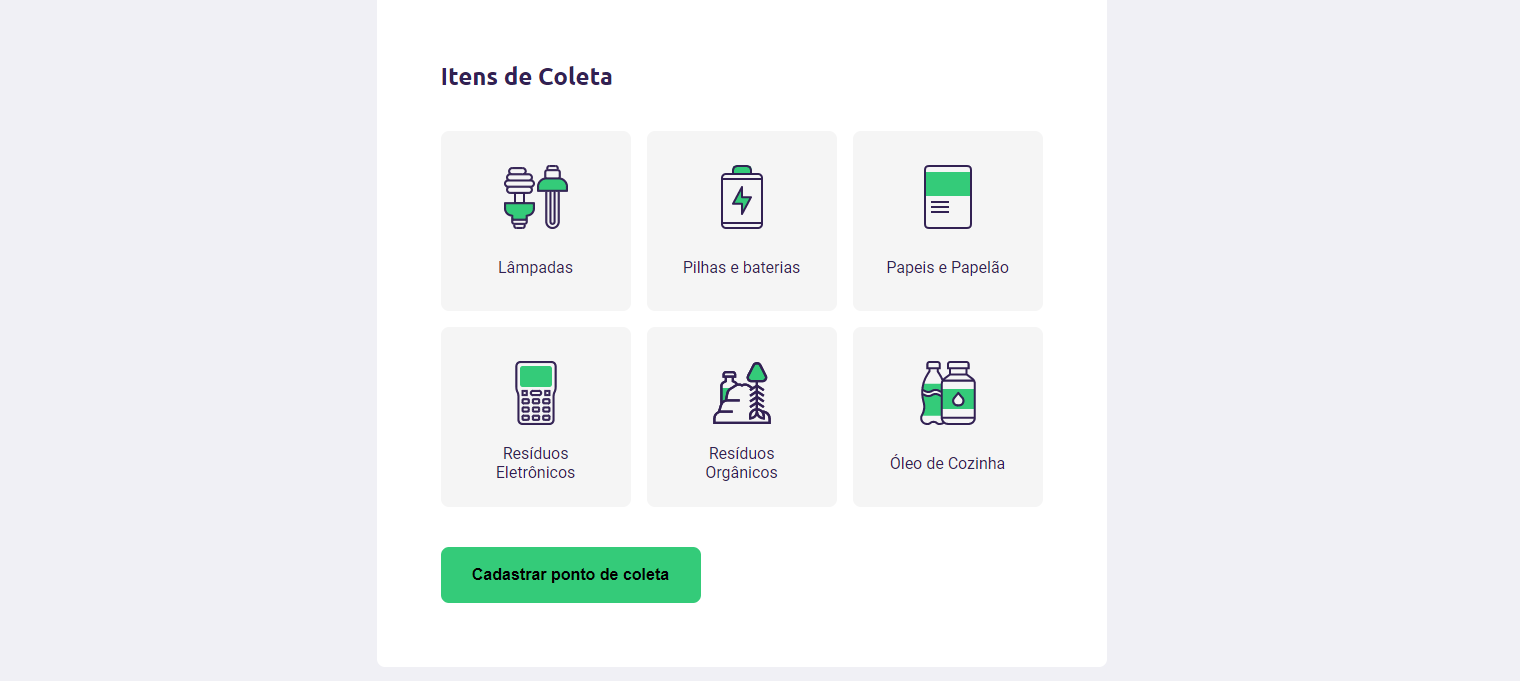 Itens de Coleta
Lâmpadas
Pilhas e baterias
Papeis e Papelão
Resíduos
Eletrônicos
Resíduos
Orgânicos
Óleo de Cozinha
Cadastrar ponto de coleta